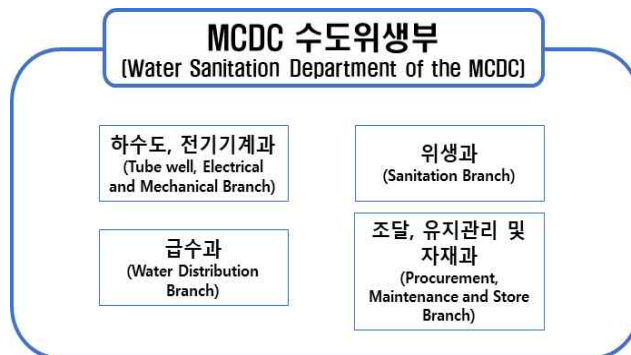 MCDC 수도위생부
(Water Sanitation Department of the MCDC)
하수도, 전기기계과
(Tube well, Electrical
and Mechanical Branch)
위생과
(Sanitation Branch)
급수과
(Water Distribution
Branch)
조달, 유지관리 및
자재과
(Procurement,
Maintenance and Store
Branch)